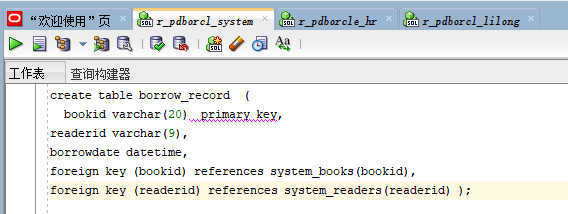 “欢迎使用”页 r_pdborcl_system r_pdborcle_hr r_pdborcl_lilong
工作表 查询构建器
create table borrow_record (
bookid varchar(20) primary key,
readerid varchar(9),
borrowdate datetime,
foreign key (bookid) references system_books(bookid),
foreign key (readerid) references system_readers(readerid) );